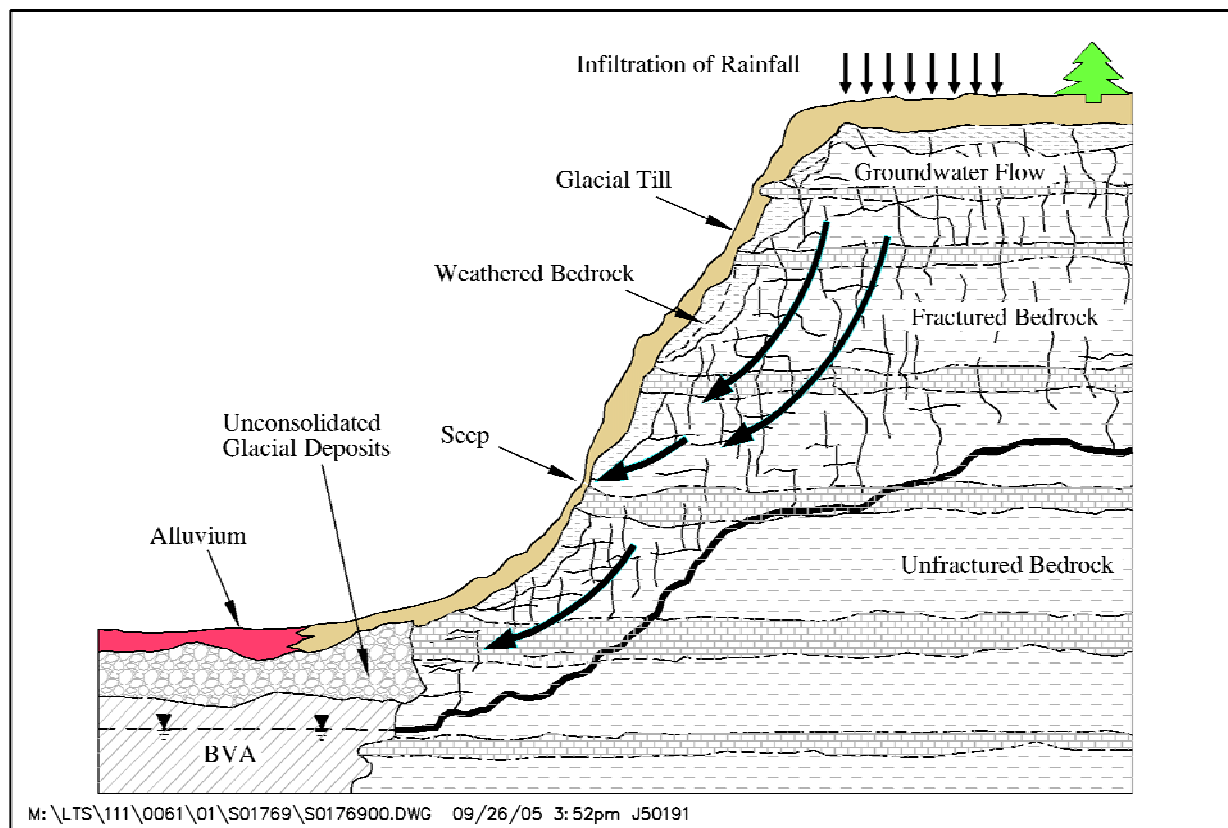 Infiltration of Rainfall
Groundwater Flow
Glacial Till
Weathered Bedrock
Fractured Bedrock
Unconsolidated
Glacial Deposits
Seep
Alluvium
Unfractured Bedrock
BVA
M: \LTS\111\0061\01\S01769\S0176900.DWG 09/26/05 3:52pm J50191